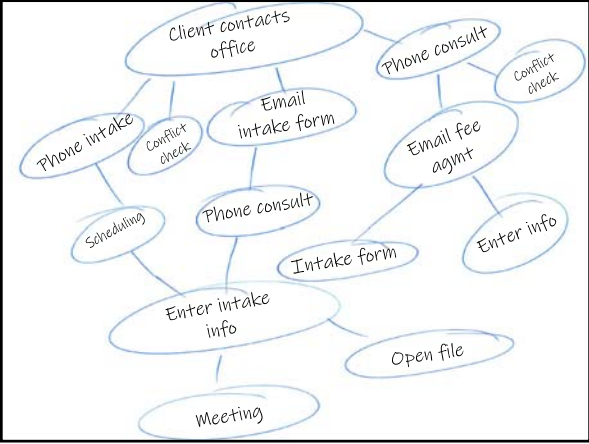 Client contacts
office
Phone consult
Conflict
check
Phone intake
Conflict
check
Email
intake form
Email fee
agmt
Scheduling
Phone consult
Intake form
Enter info
Enter intake
info
Open file
Meeting